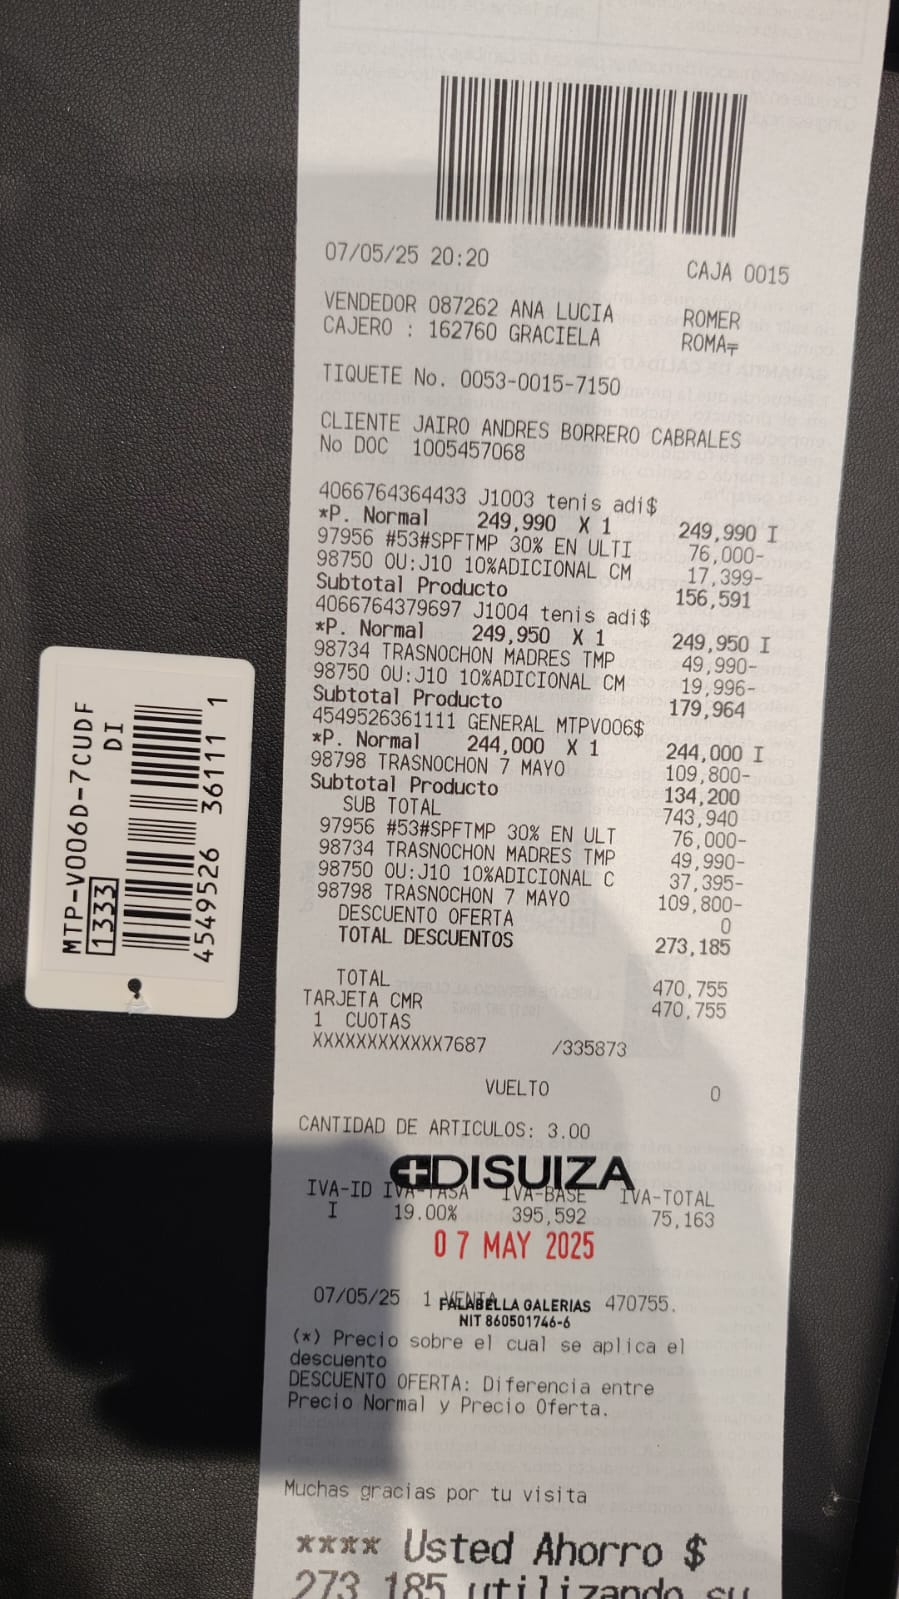 07/05/25 20:20 CAJA 0015
VENDEDOR 087262 ANA LUCIA ROMER
CAJERO : 162760 GRACIELA ROMA
TIQUETE No. 0053-0015-7150
CLIENTE JAIRO ANDRES BORRERO CABRALES
No DOC 1005457068
4066764364433 J1003 tenis adi$
*P. Normal 249,990 X 1 249,990 I
97956 #53#SPFTMP 30% EN ULTI 76,000-
98750 OU:J10 10%ADICIONAL CM 17,399-
Subtotal Producto 156,591
4066764379697 J1004 tenis adi$
*P. Normal 249,950 X 1 249,950 I
98734 TRASNOCHON MADRES TMP 49,990-
98750 OU:J10 10%ADICIONAL CM 19,996-
Subtotal Producto 179,964
4549526361111 GENERAL MTPV006$
*P. Normal 244,000 X 1 244,000 I
98798 TRASNOCHON 7 MAYO 109,800-
Subtotal Producto 134,200
SUB TOTAL 743,940
97956 #53#SPFTMP 30% EN ULT 76,000-
98734 TRASNOCHON MADRES TMP 49,990-
98750 OU:J10 10%ADICIONAL C 37,395-
98798 TRASNOCHON 7 MAYO 109,800-
DESCUENTO OFERTA 0
TOTAL DESCUENTOS 273,185
TOTAL 470,755
TARJETA CMR 470,755
1 CUOTAS
XXXXXXXXXXXX7687 /335873
VUELTO 0
CANTIDAD DE ARTICULOS: 3.00
DISUIZA
IVA-ID IVA-TASA IVA-BASE IVA-TOTAL
I 19.00% 395,592 75,163
07 MAY 2025
07/05/25 1 VENTA 470755.
FALABELLA GALERIAS
NIT 860501746-6
(*) Precio sobre el cual se aplica el
descuento
DESCUENTO OFERTA: Diferencia entre
Precio Normal y Precio Oferta.
Muchas gracias por tu visita
**** Usted Ahorro $
273,185 utilizando su
MTP-V006D-7CUDF
DI
1333
4549526 36111 1